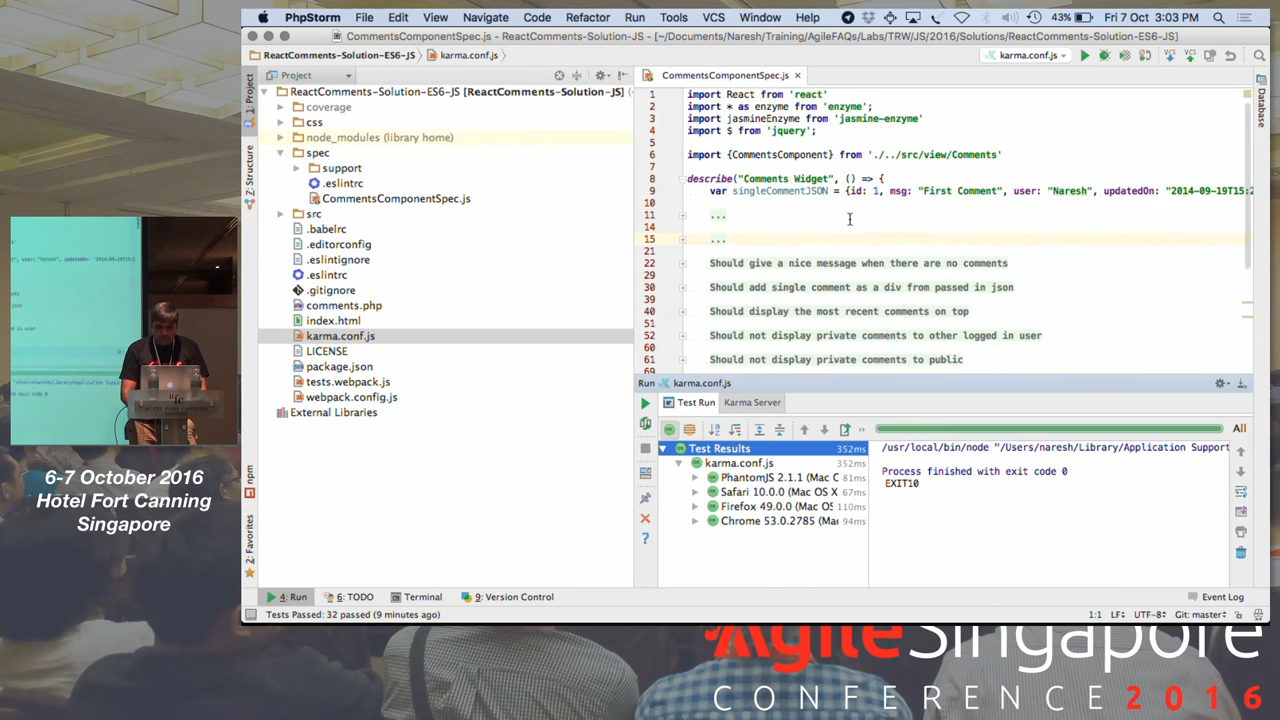 PhpStorm File Edit View Navigate Code Refactor Run Tools VCS Window Help 43% Fri 7 Oct 3:03 PM
CommentsComponentSpec.js - ReactComments-Solution-JS - [~/Documents/Naresh/Training/AgileFAQs/Labs/TRW/JS/2016/Solutions/ReactComments-Solution-ES6-JS]
ReactComments-Solution-ES6-JS karma.conf.js karma.conf.js
1: Project
Structure
npm
2: Favorites
Project
ReactComments-Solution-ES6-JS [ReactComments-Solution-JS]
coverage
css
node_modules (library home)
spec
support
.eslintrc
CommentsComponentSpec.js
src
.babelrc
.editorconfig
.eslintignore
.eslintrc
.gitignore
comments.php
index.html
karma.conf.js
LICENSE
package.json
tests.webpack.js
webpack.config.js
External Libraries
CommentsComponentSpec.js
Database
1 import React from 'react'
2 import * as enzyme from 'enzyme';
3 import jasmineEnzyme from 'jasmine-enzyme'
4 import $ from 'jquery';
5
6 import {CommentsComponent} from './../src/view/Comments'
7
8 describe("Comments Widget", () => {
9 var singleCommentJSON = {id: 1, msg: "First Comment", user: "Naresh", updatedOn: "2014-09-19T15:2
10
11 ...
14
15 ...
21
22 Should give a nice message when there are no comments
29
30 Should add single comment as a div from passed in json
39
40 Should display the most recent comments on top
51
52 Should not display private comments to other logged in user
60
61 Should not display private comments to public
69
Run karma.conf.js
Test Run Karma Server
All
Test Results 352ms
karma.conf.js 352ms
PhantomJS 2.1.1 (Mac O 81ms
Safari 10.0.0 (Mac OS X 67ms
Firefox 49.0.0 (Mac OS 110ms
Chrome 53.0.2785 (Mac 94ms
/usr/local/bin/node "/Users/naresh/Library/Application Support
Process finished with exit code 0
EXIT10
4: Run 6: TODO Terminal 9: Version Control Event Log
Tests Passed: 32 passed (9 minutes ago) 1:1 LF UTF-8 Git: master
HOTEL FORT CANNING
6-7 October 2016
Hotel Fort Canning
Singapore
AgileSingapore
CONFERENCE 2016